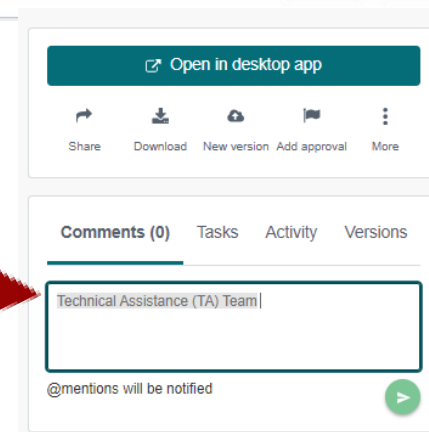 Open in desktop app
Share Download New version Add approval More
Comments (0) Tasks Activity Versions
Technical Assistance (TA) Team
@mentions will be notified